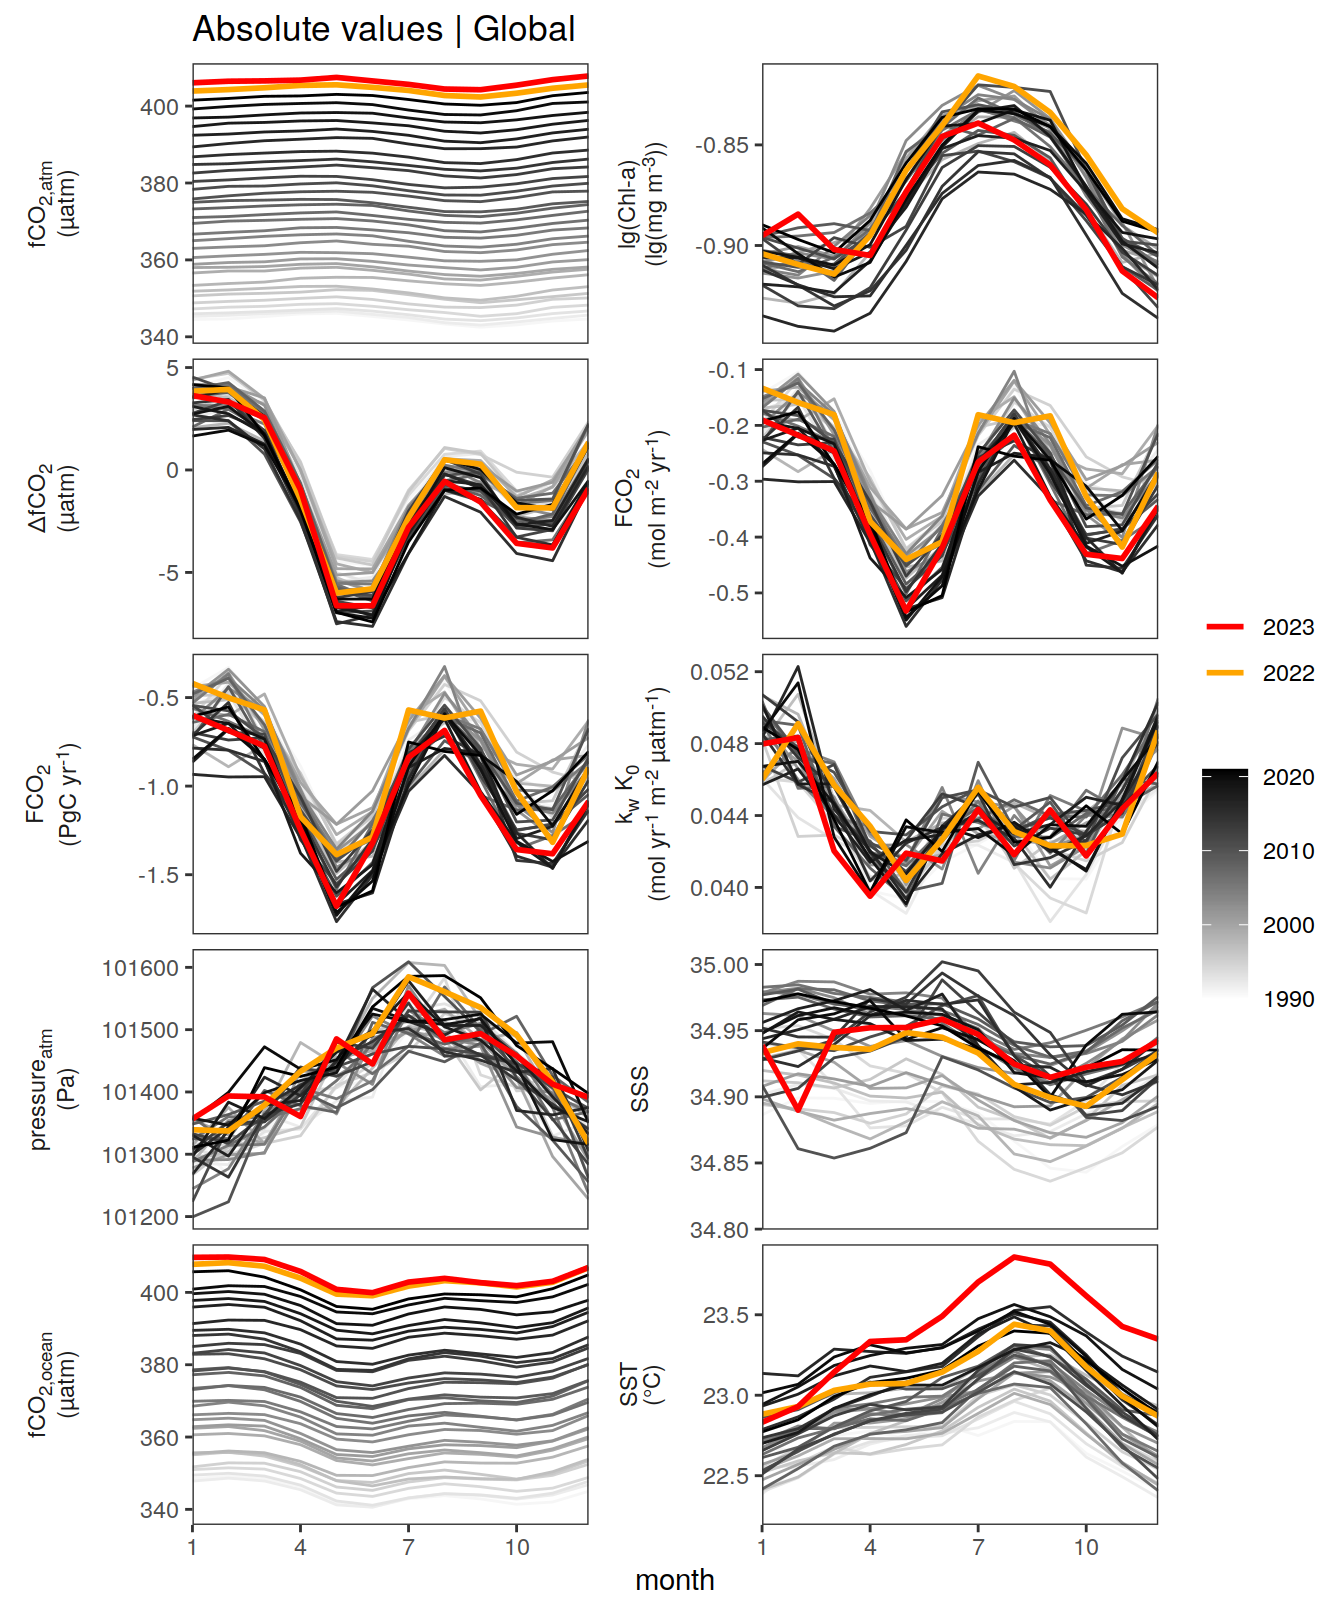 Absolute values | Global
fCO2,atm
(µatm)
400
380
360
340
lg(Chl-a)
(lg(mg m-3))
-0.85
-0.90
ΔfCO2
(µatm)
5
0
-5
FCO2
(mol m-2 yr-1)
-0.1
-0.2
-0.3
-0.4
-0.5
FCO2
(PgC yr-1)
-0.5
-1.0
-1.5
kw K0
(mol yr-1 m-2 µatm-1)
0.052
0.048
0.044
0.040
pressureatm
(Pa)
101600
101500
101400
101300
101200
SSS
35.00
34.95
34.90
34.85
34.80
fCO2,ocean
(µatm)
400
380
360
340
SST
(°C)
23.5
23.0
22.5
1 4 7 10
1 4 7 10
month
2023
2022
2020
2010
2000
1990